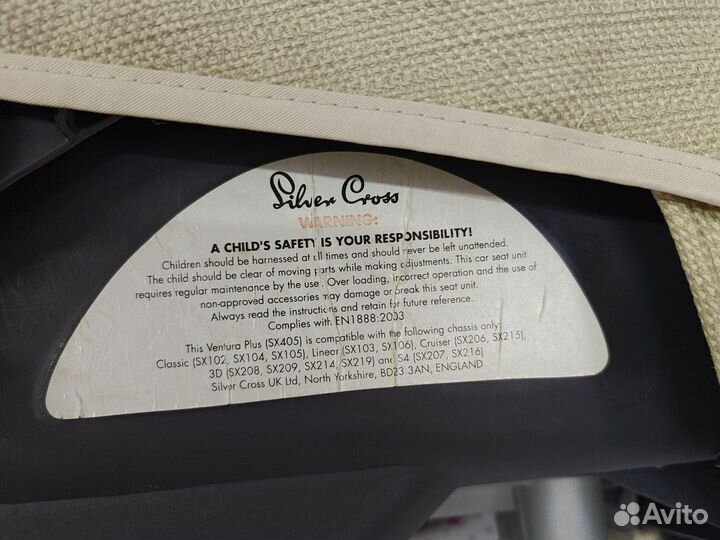 Silver Cross
WARNING:
A CHILD'S SAFETY IS YOUR RESPONSIBILITY!
Children should be harnessed at all times and should never be left unattended.
The child should be clear of moving parts while making adjustments. This car seat unit
requires regular maintenance by the user. Over loading, incorrect operation and the use of
non-approved accessories may damage or break this seat unit.
Always read the instructions and retain for future reference.
Complies with EN1888:2003
This Ventura Plus (SX405) is compatible with the following chassis only:
Classic (SX102, SX104, SX105), Linear (SX103, SX106), Cruiser (SX206, SX215),
3D (SX208, SX209, SX214, SX219) and S4 (SX207, SX216)
Silver Cross UK Ltd, North Yorkshire, BD23 3AN, ENGLAND
Avito